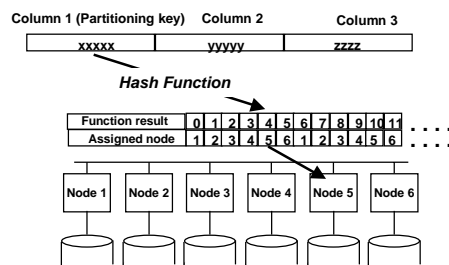 Column 1 (Partitioning key) Column 2 Column 3
xxxxx yyyyy zzzz
Hash Function
Function result 0 1 2 3 4 5 6 7 8 9 10 11 . . . .
Assigned node 1 2 3 4 5 6 1 2 3 4 5 6 . . . .
Node 1 Node 2 Node 3 Node 4 Node 5 Node 6